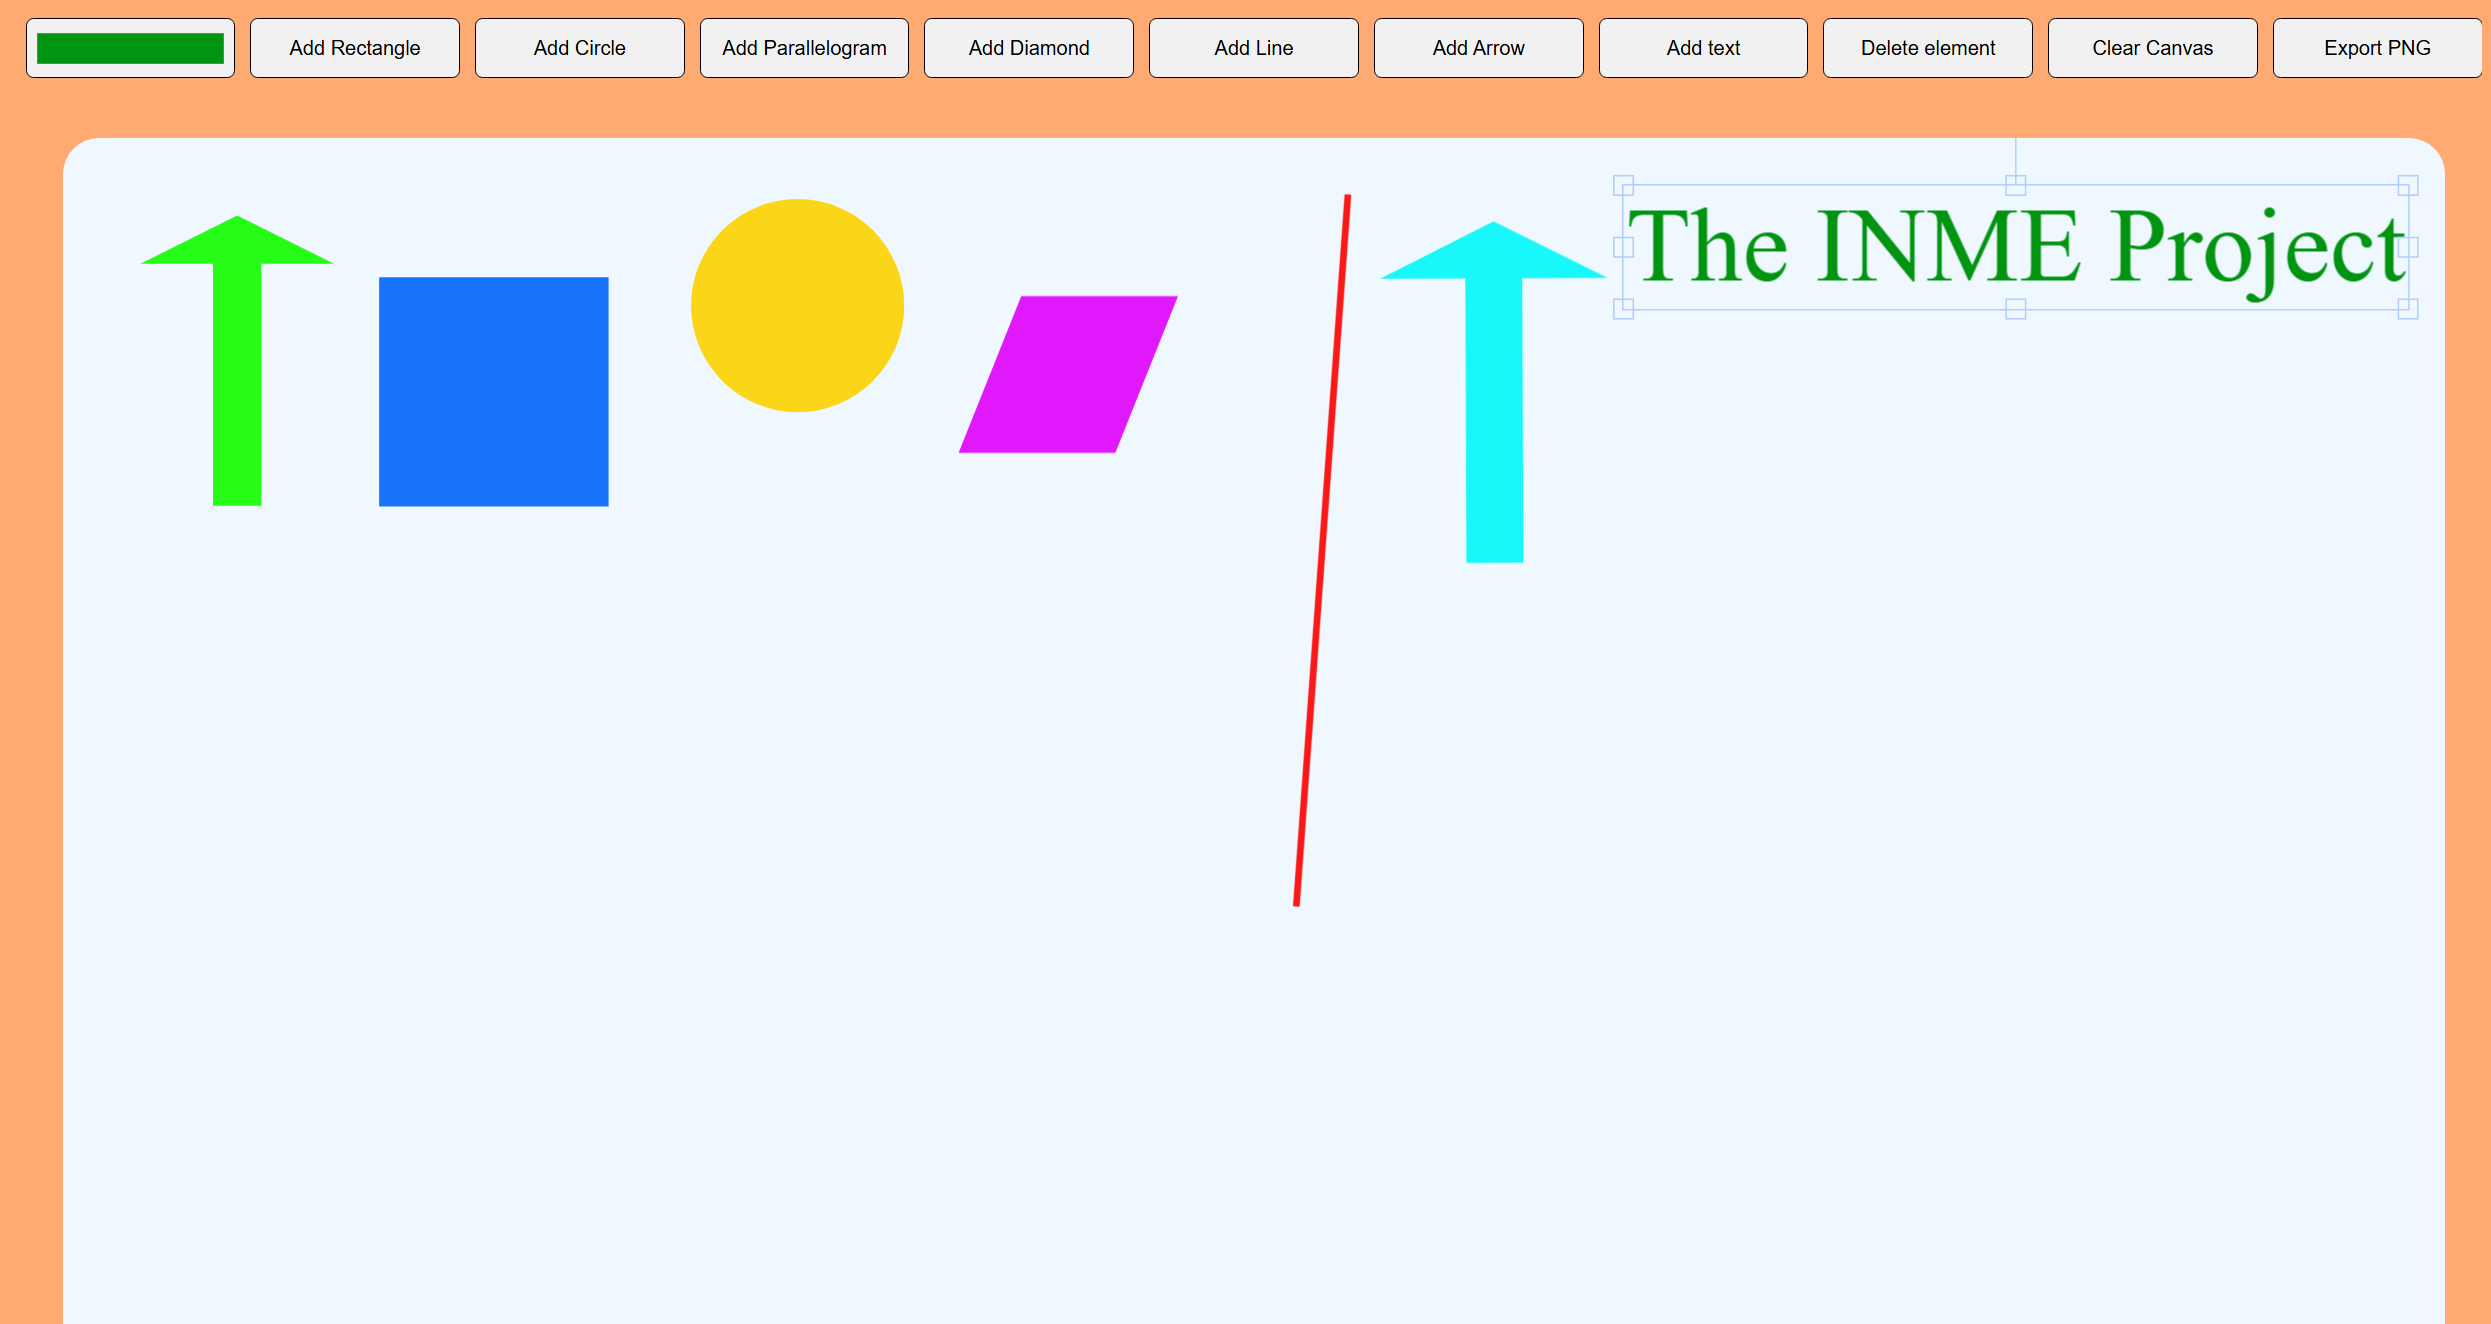 Add Rectangle
Add Circle
Add Parallelogram
Add Diamond
Add Line
Add Arrow
Add text
Delete element
Clear Canvas
Export PNG
The INME Project